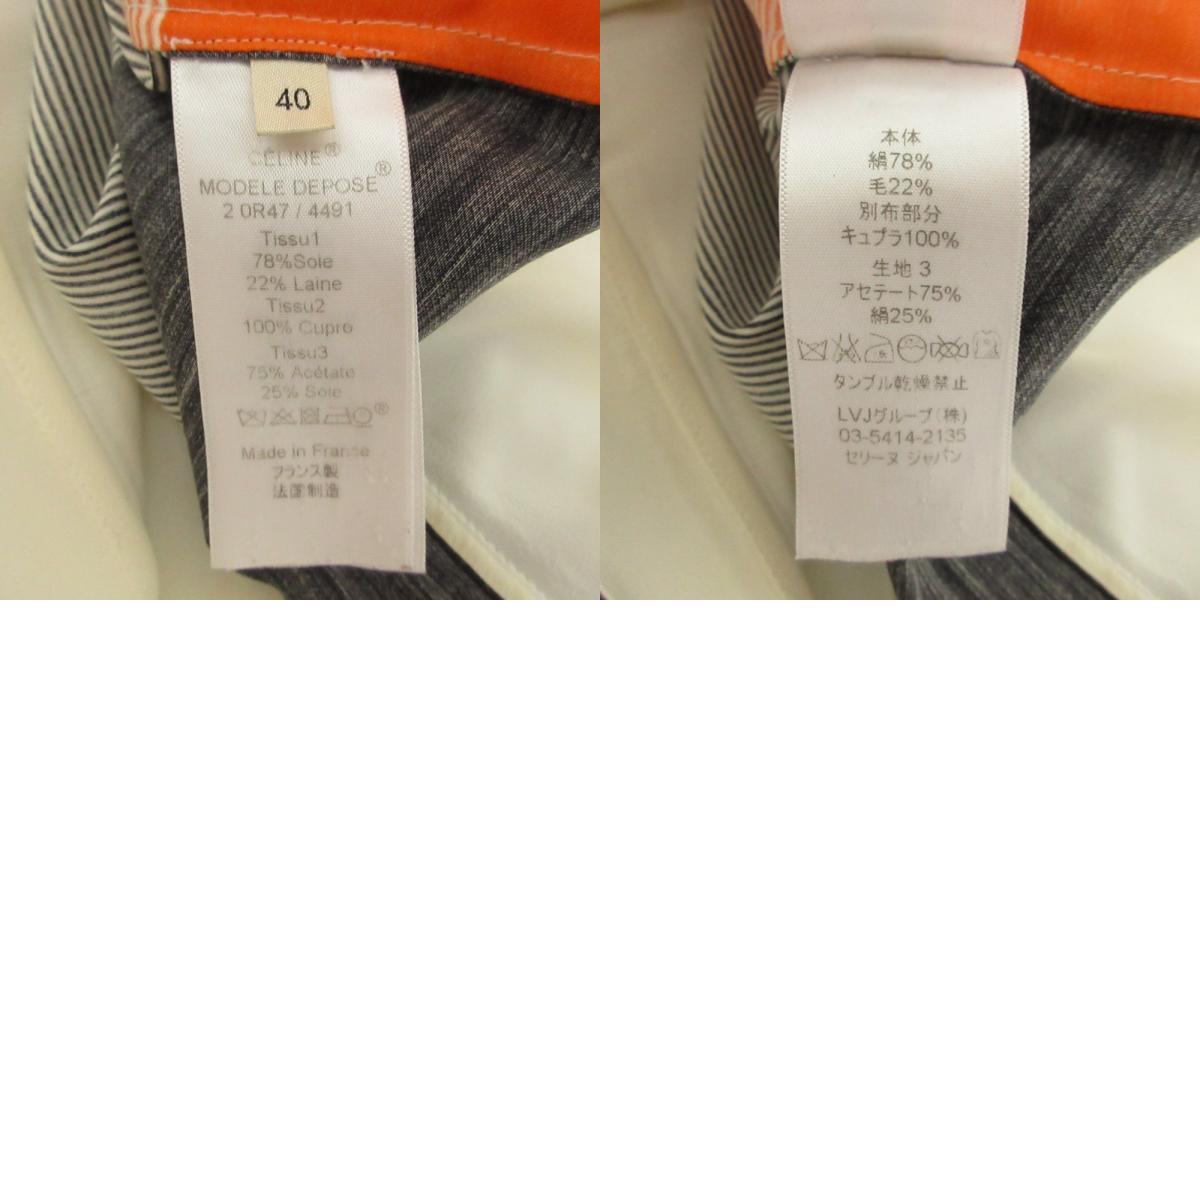 40
CÉLINE®
MODELE DEPOSE®
2 0R47 / 4491
Tissu1
78%Soie
22% Laine
Tissu2
100% Cupro
Tissu3
75% Acétate
25% Soie
Made in France
フランス製
法国制造
本体
絹78%
毛22%
別布部分
キュプラ100%
生地 3
アセテート75%
絹25%
タンブル乾燥禁止
LVJグループ(株)
03-5414-2135
セリーヌ ジャパン